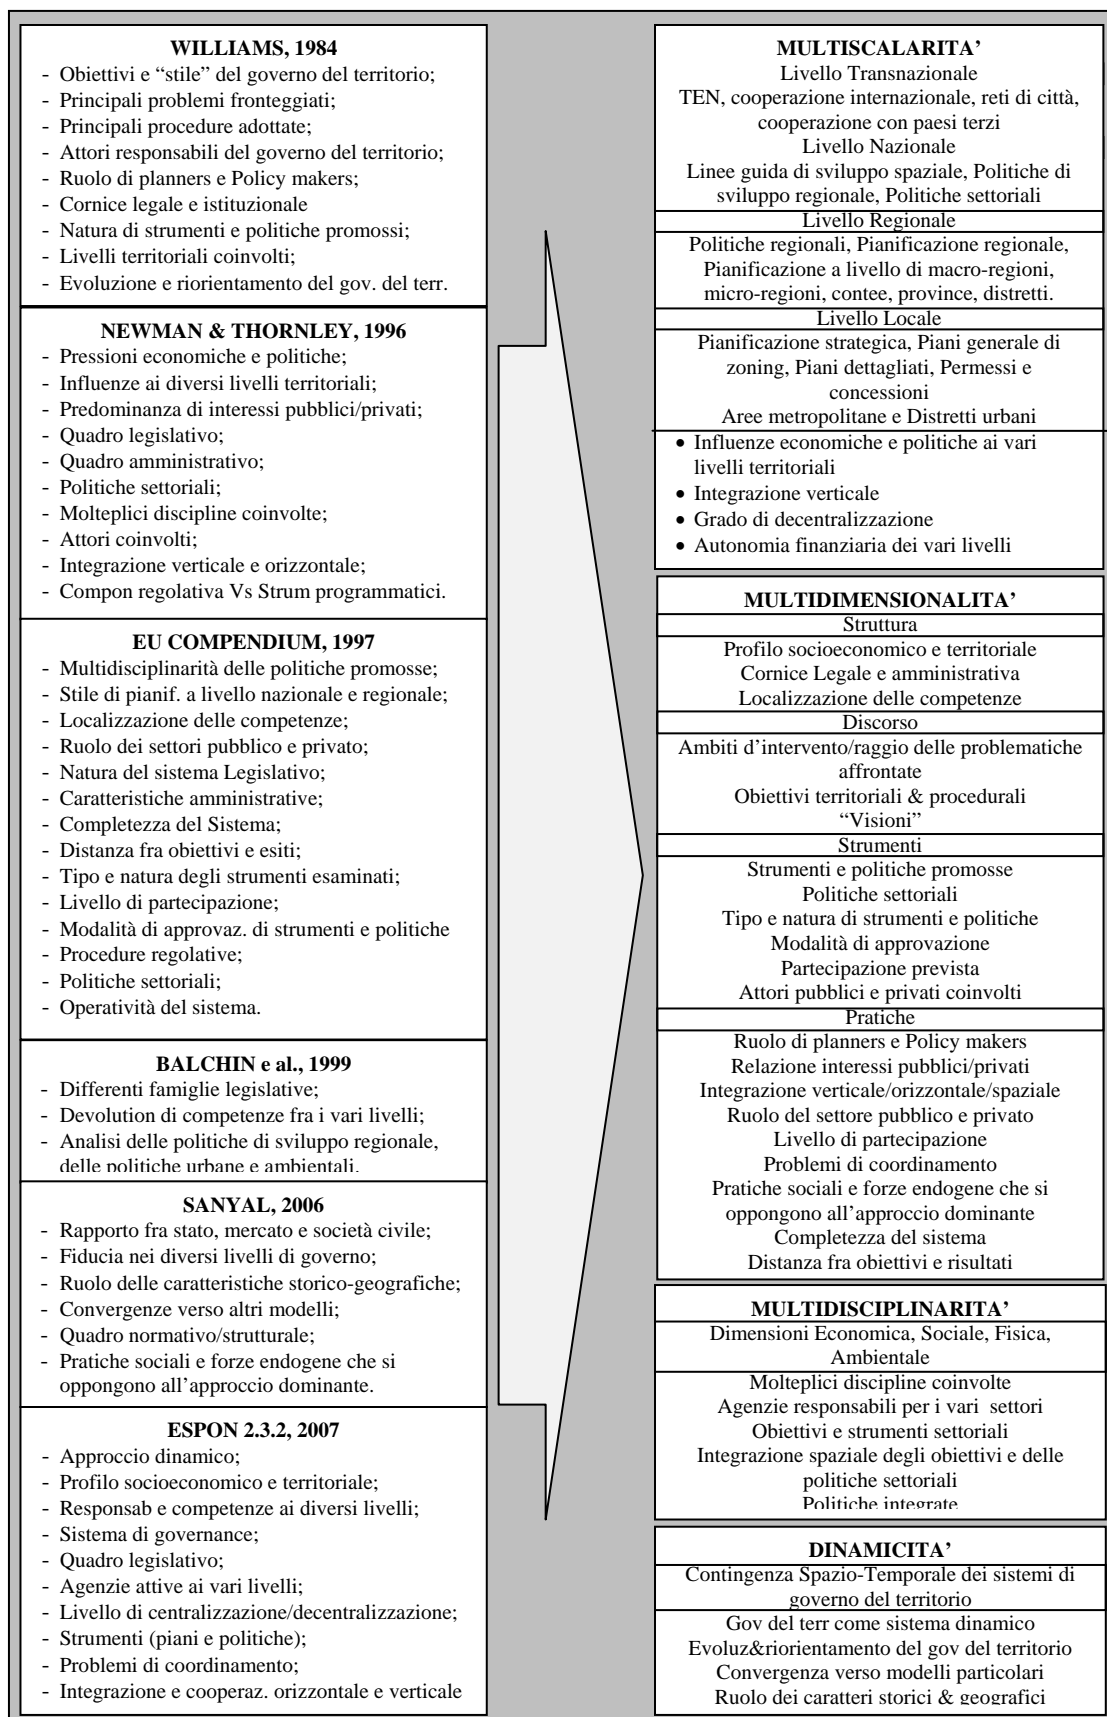 WILLIAMS, 1984
- Obiettivi e “stile” del governo del territorio;
- Principali problemi fronteggiati;
- Principali procedure adottate;
- Attori responsabili del governo del territorio;
- Ruolo di planners e Policy makers;
- Cornice legale e istituzionale
- Natura di strumenti e politiche promossi;
- Livelli territoriali coinvolti;
- Evoluzione e riorientamento del gov. del terr.
NEWMAN & THORNLEY, 1996
- Pressioni economiche e politiche;
- Influenze ai diversi livelli territoriali;
- Predominanza di interessi pubblici/privati;
- Quadro legislativo;
- Quadro amministrativo;
- Politiche settoriali;
- Molteplici discipline coinvolte;
- Attori coinvolti;
- Integrazione verticale e orizzontale;
- Compon regolativa Vs Strum programmatici.
EU COMPENDIUM, 1997
- Multidisciplinarità delle politiche promosse;
- Stile di pianif. a livello nazionale e regionale;
- Localizzazione delle competenze;
- Ruolo dei settori pubblico e privato;
- Natura del sistema Legislativo;
- Caratteristiche amministrative;
- Completezza del Sistema;
- Distanza fra obiettivi e esiti;
- Tipo e natura degli strumenti esaminati;
- Livello di partecipazione;
- Modalità di approvaz. di strumenti e politiche
- Procedure regolative;
- Politiche settoriali;
- Operatività del sistema.
BALCHIN e al., 1999
- Differenti famiglie legislative;
- Devolution di competenze fra i vari livelli;
- Analisi delle politiche di sviluppo regionale,
delle politiche urbane e ambientali.
SANYAL, 2006
- Rapporto fra stato, mercato e società civile;
- Fiducia nei diversi livelli di governo;
- Ruolo delle caratteristiche storico-geografiche;
- Convergenze verso altri modelli;
- Quadro normativo/strutturale;
- Pratiche sociali e forze endogene che si
oppongono all’approccio dominante.
ESPON 2.3.2, 2007
- Approccio dinamico;
- Profilo socioeconomico e territoriale;
- Responsab e competenze ai diversi livelli;
- Sistema di governance;
- Quadro legislativo;
- Agenzie attive ai vari livelli;
- Livello di centralizzazione/decentralizzazione;
- Strumenti (piani e politiche);
- Problemi di coordinamento;
- Integrazione e cooperaz. orizzontale e verticale
MULTISCALARITA’
Livello Transnazionale
TEN, cooperazione internazionale, reti di città,
cooperazione con paesi terzi
Livello Nazionale
Linee guida di sviluppo spaziale, Politiche di
sviluppo regionale, Politiche settoriali
Livello Regionale
Politiche regionali, Pianificazione regionale,
Pianificazione a livello di macro-regioni,
micro-regioni, contee, province, distretti.
Livello Locale
Pianificazione strategica, Piani generale di
zoning, Piani dettagliati, Permessi e
concessioni
Aree metropolitane e Distretti urbani
• Influenze economiche e politiche ai vari
livelli territoriali
• Integrazione verticale
• Grado di decentralizzazione
• Autonomia finanziaria dei vari livelli
MULTIDIMENSIONALITA’
Struttura
Profilo socioeconomico e territoriale
Cornice Legale e amministrativa
Localizzazione delle competenze
Discorso
Ambiti d’intervento/raggio delle problematiche
affrontate
Obiettivi territoriali & procedurali
“Visioni”
Strumenti
Strumenti e politiche promosse
Politiche settoriali
Tipo e natura di strumenti e politiche
Modalità di approvazione
Partecipazione prevista
Attori pubblici e privati coinvolti
Pratiche
Ruolo di planners e Policy makers
Relazione interessi pubblici/privati
Integrazione verticale/orizzontale/spaziale
Ruolo del settore pubblico e privato
Livello di partecipazione
Problemi di coordinamento
Pratiche sociali e forze endogene che si
oppongono all’approccio dominante
Completezza del sistema
Distanza fra obiettivi e risultati
MULTIDISCIPLINARITA’
Dimensioni Economica, Sociale, Fisica,
Ambientale
Molteplici discipline coinvolte
Agenzie responsabili per i vari settori
Obiettivi e strumenti settoriali
Integrazione spaziale degli obiettivi e delle
politiche settoriali
Politiche integrate
DINAMICITA’
Contingenza Spazio-Temporale dei sistemi di
governo del territorio
Gov del terr come sistema dinamico
Evoluz&riorientamento del gov del territorio
Convergenza verso modelli particolari
Ruolo dei caratteri storici & geografici